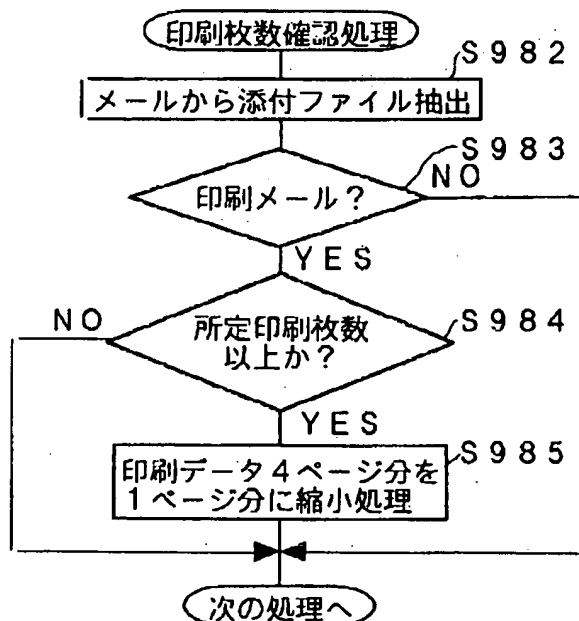 印刷枚数確認処理
S982
メールから添付ファイル抽出
S983
印刷メール?
NO
YES
NO
所定印刷枚数
以上か?
S984
YES
S985
印刷データ4ページ分を
1ページ分に縮小処理
次の処理へ